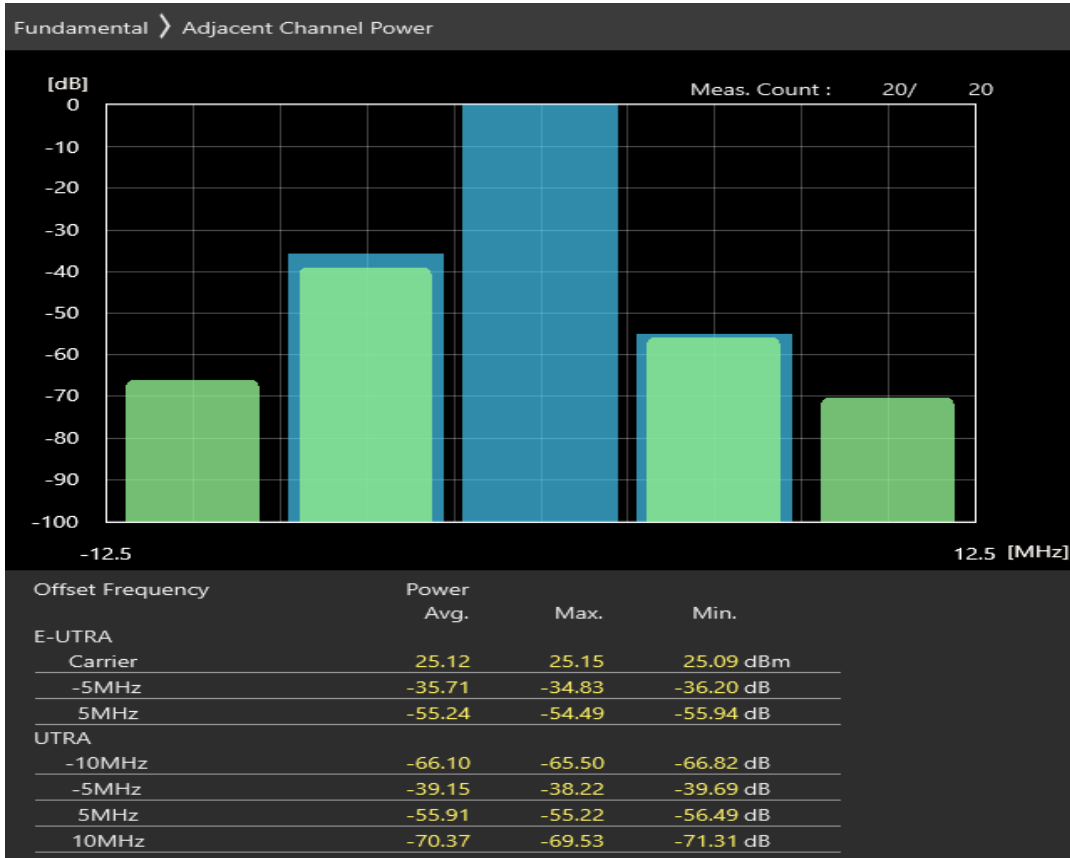 Fundamental 〉 Adjacent Channel Power
[dB]
Meas. Count : 20/ 20
0
-10
-20
-30
-40
-50
-60
-70
-80
-90
-100
-12.5 12.5 [MHz]
Offset Frequency Power
Avg. Max. Min.
E-UTRA
Carrier 25.12 25.15 25.09 dBm
-5MHz -35.71 -34.83 -36.20 dB
5MHz -55.24 -54.49 -55.94 dB
UTRA
-10MHz -66.10 -65.50 -66.82 dB
-5MHz -39.15 -38.22 -39.69 dB
5MHz -55.91 -55.22 -56.49 dB
10MHz -70.37 -69.53 -71.31 dB